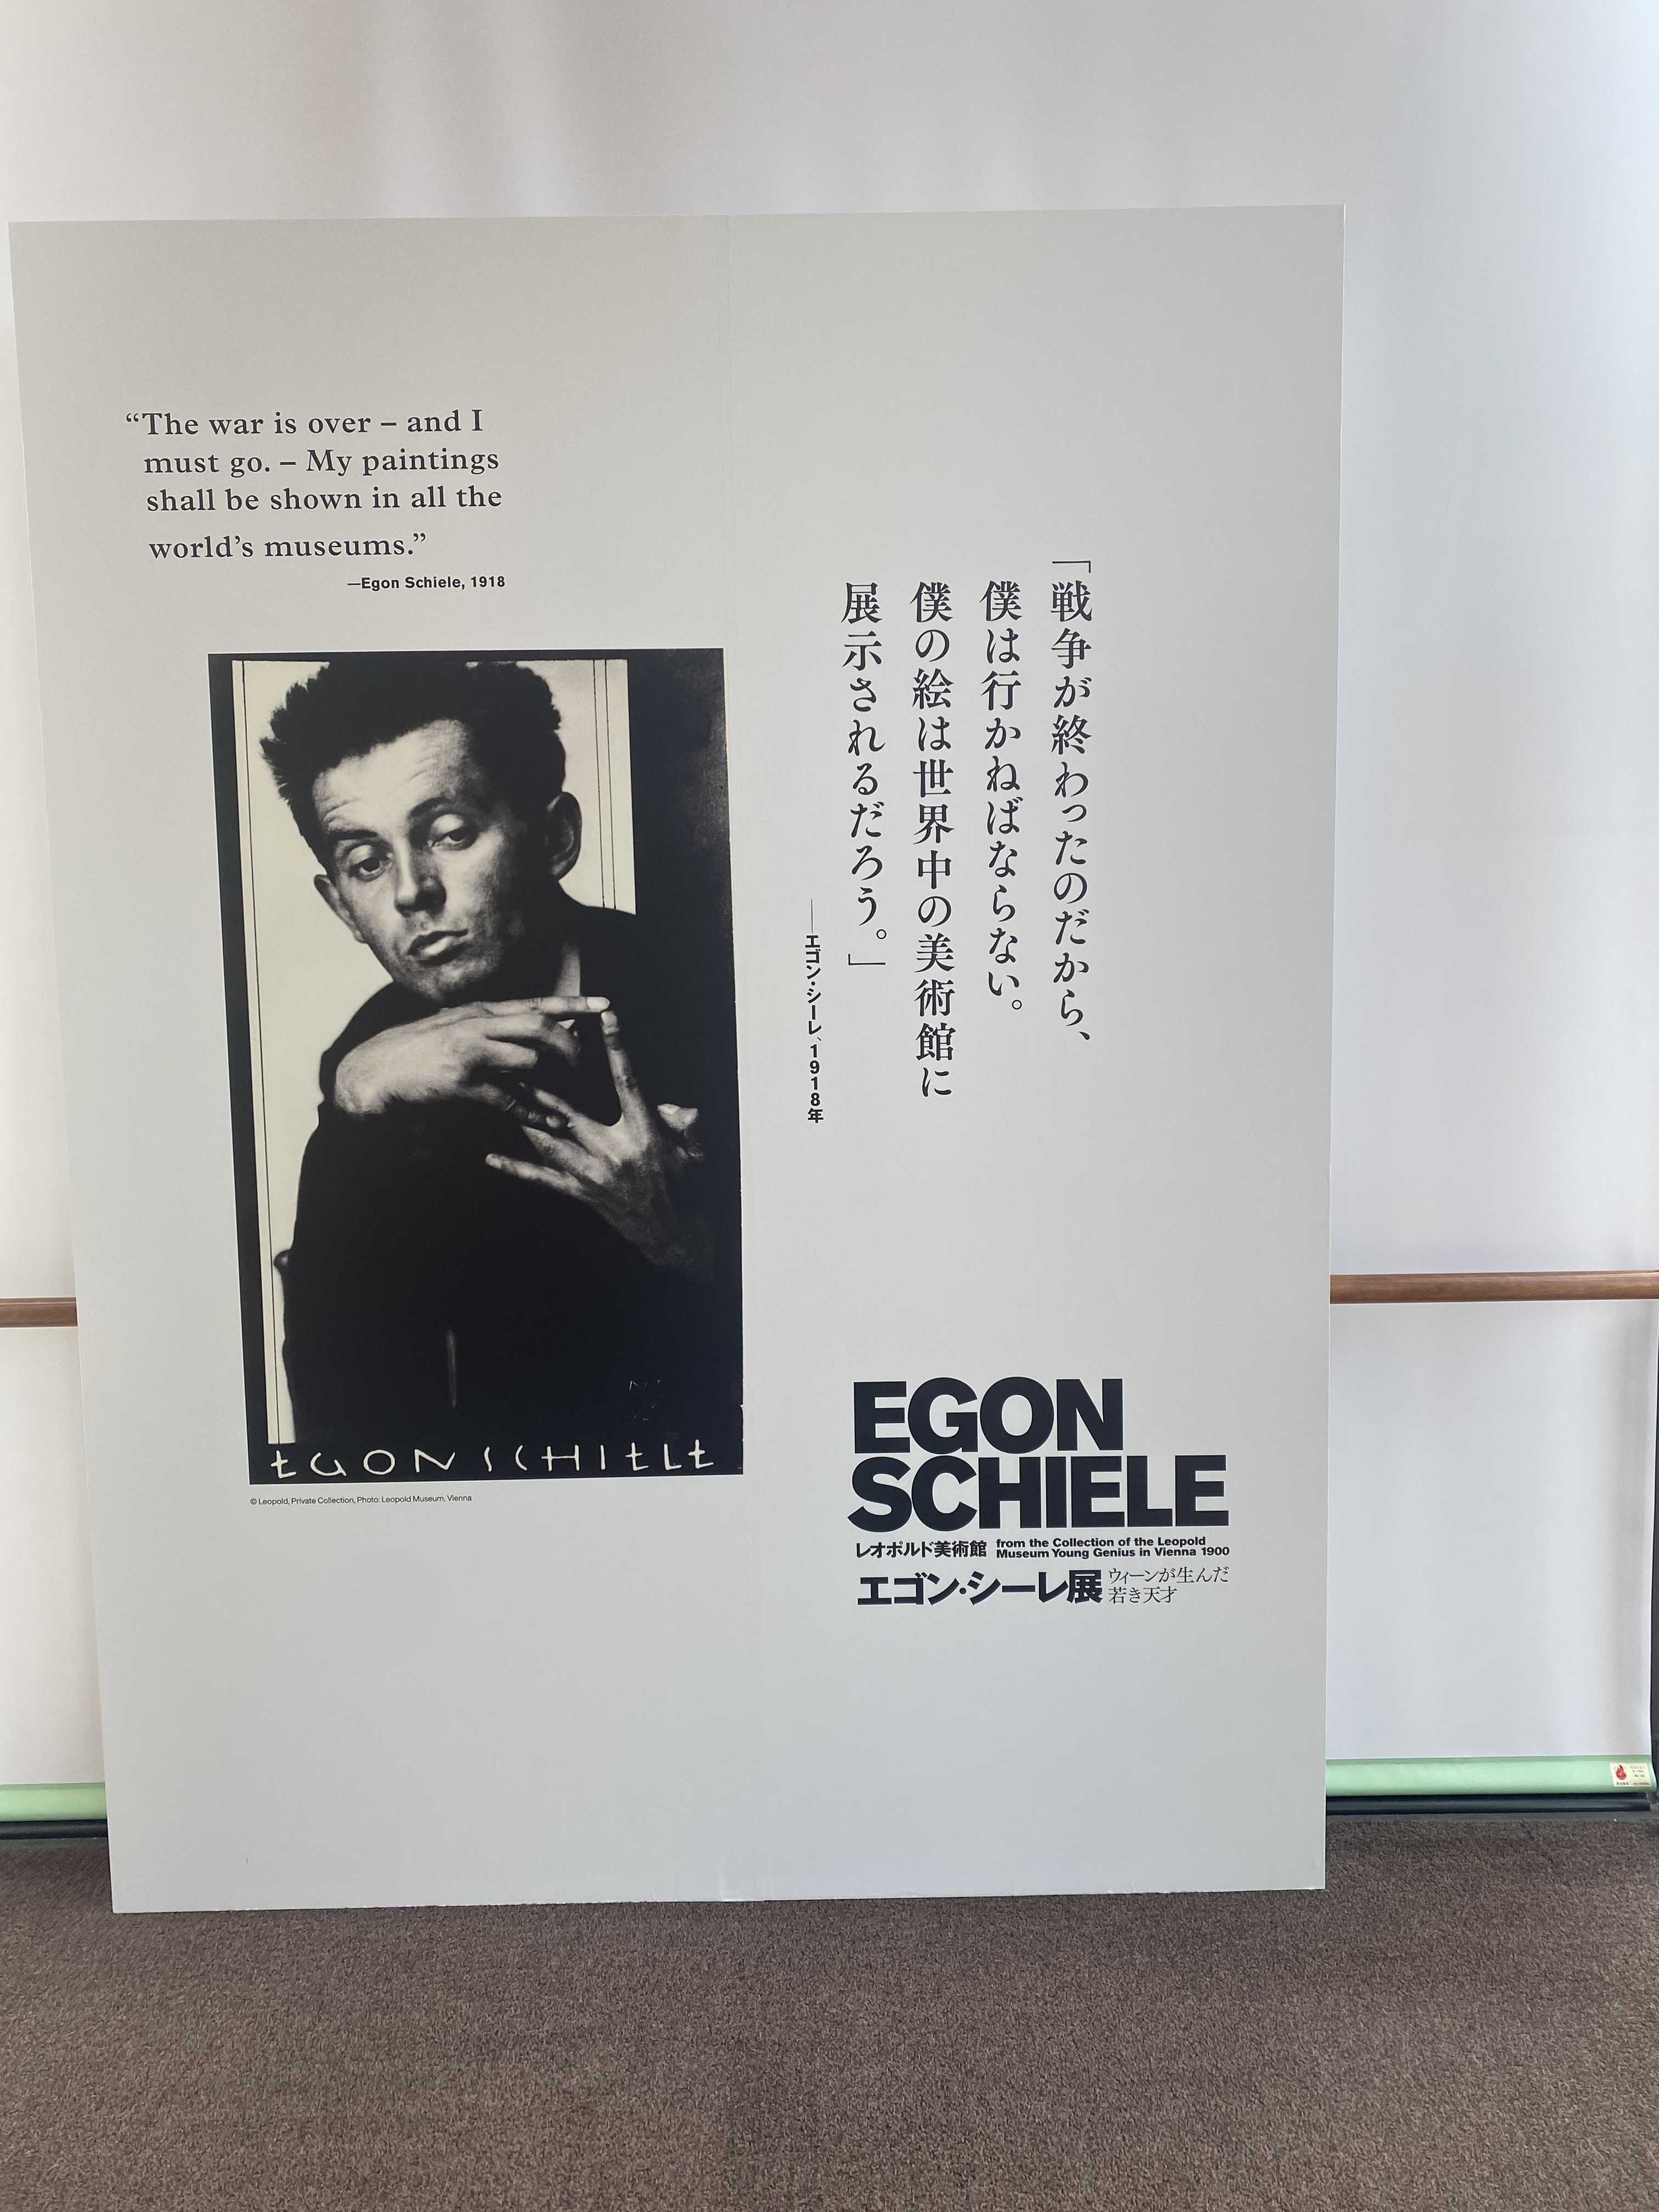 “The war is over – and I
must go. – My paintings
shall be shown in all the
world’s museums.”
—Egon Schiele, 1918
「戦争が終わったのだから、
僕は行かねばならない。
僕の絵は世界中の美術館に
展示されるだろう。」
——エゴン・シーレ、1918年
EGON SCHIELE
© Leopold, Private Collection, Photo: Leopold Museum, Vienna
EGON
SCHIELE
レオポルド美術館
from the Collection of the Leopold
Museum Young Genius in Vienna 1900
エゴン・シーレ展
ウィーンが生んだ
若き天才